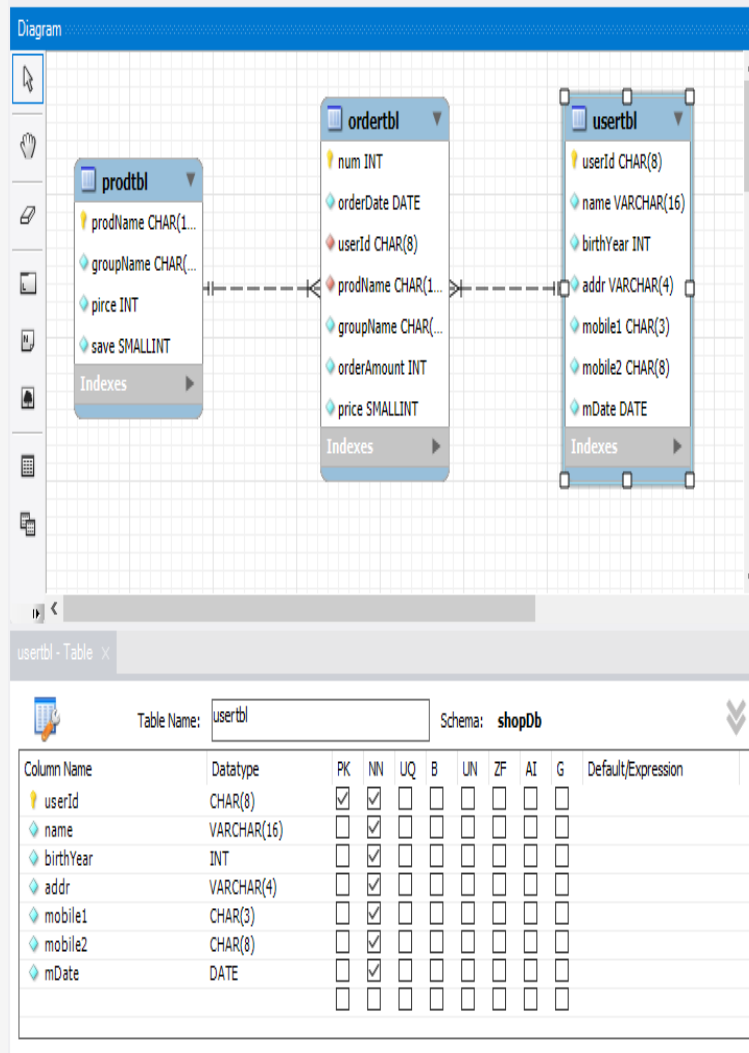 Diagram
prodtbl
prodName CHAR(1...
groupName CHAR(...
pirce INT
save SMALLINT
Indexes
ordertbl
num INT
orderDate DATE
userId CHAR(8)
prodName CHAR(1...
groupName CHAR(...
orderAmount INT
price SMALLINT
Indexes
usertbl
userId CHAR(8)
name VARCHAR(16)
birthYear INT
addr VARCHAR(4)
mobile1 CHAR(3)
mobile2 CHAR(8)
mDate DATE
Indexes
usertbl - Table ×
Table Name: usertbl Schema: shopDb
Column Name Datatype PK NN UQ B UN ZF AI G Default/Expression
userId CHAR(8)
name VARCHAR(16)
birthYear INT
addr VARCHAR(4)
mobile1 CHAR(3)
mobile2 CHAR(8)
mDate DATE